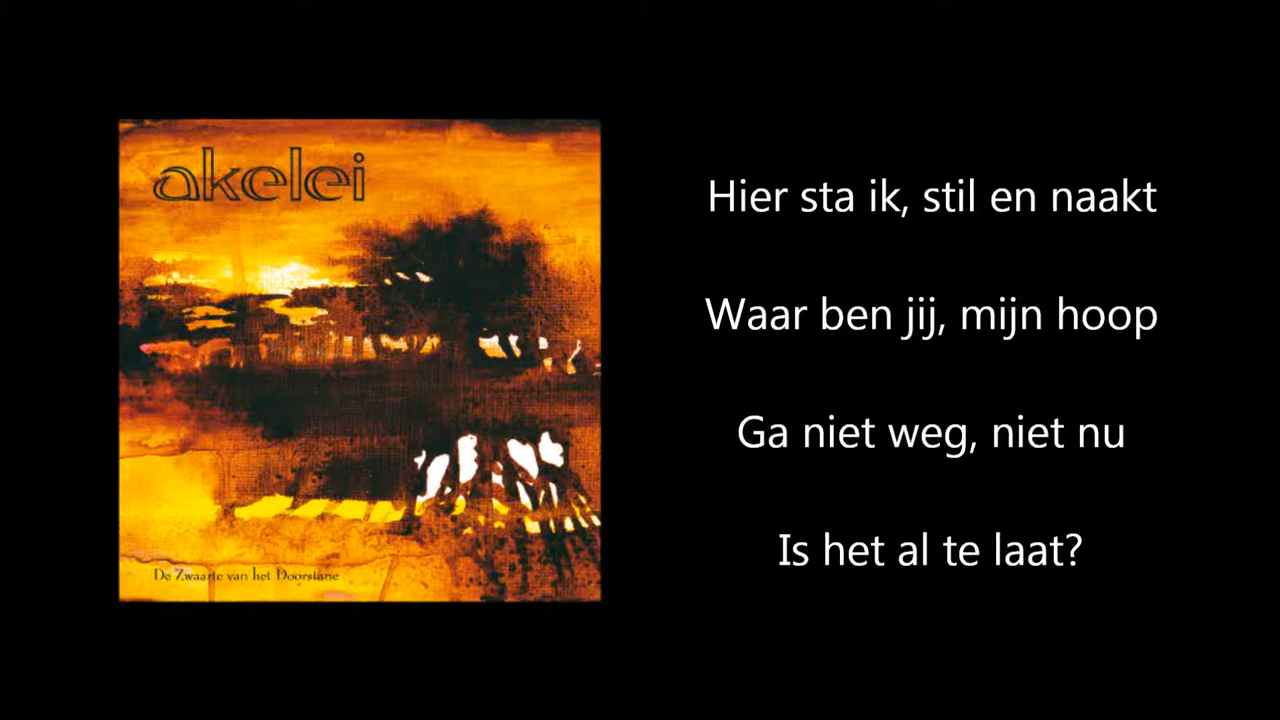 akelei
De Zwaarte van het Doorstane
Hier sta ik, stil en naakt
Waar ben jij, mijn hoop
Ga niet weg, niet nu
Is het al te laat?